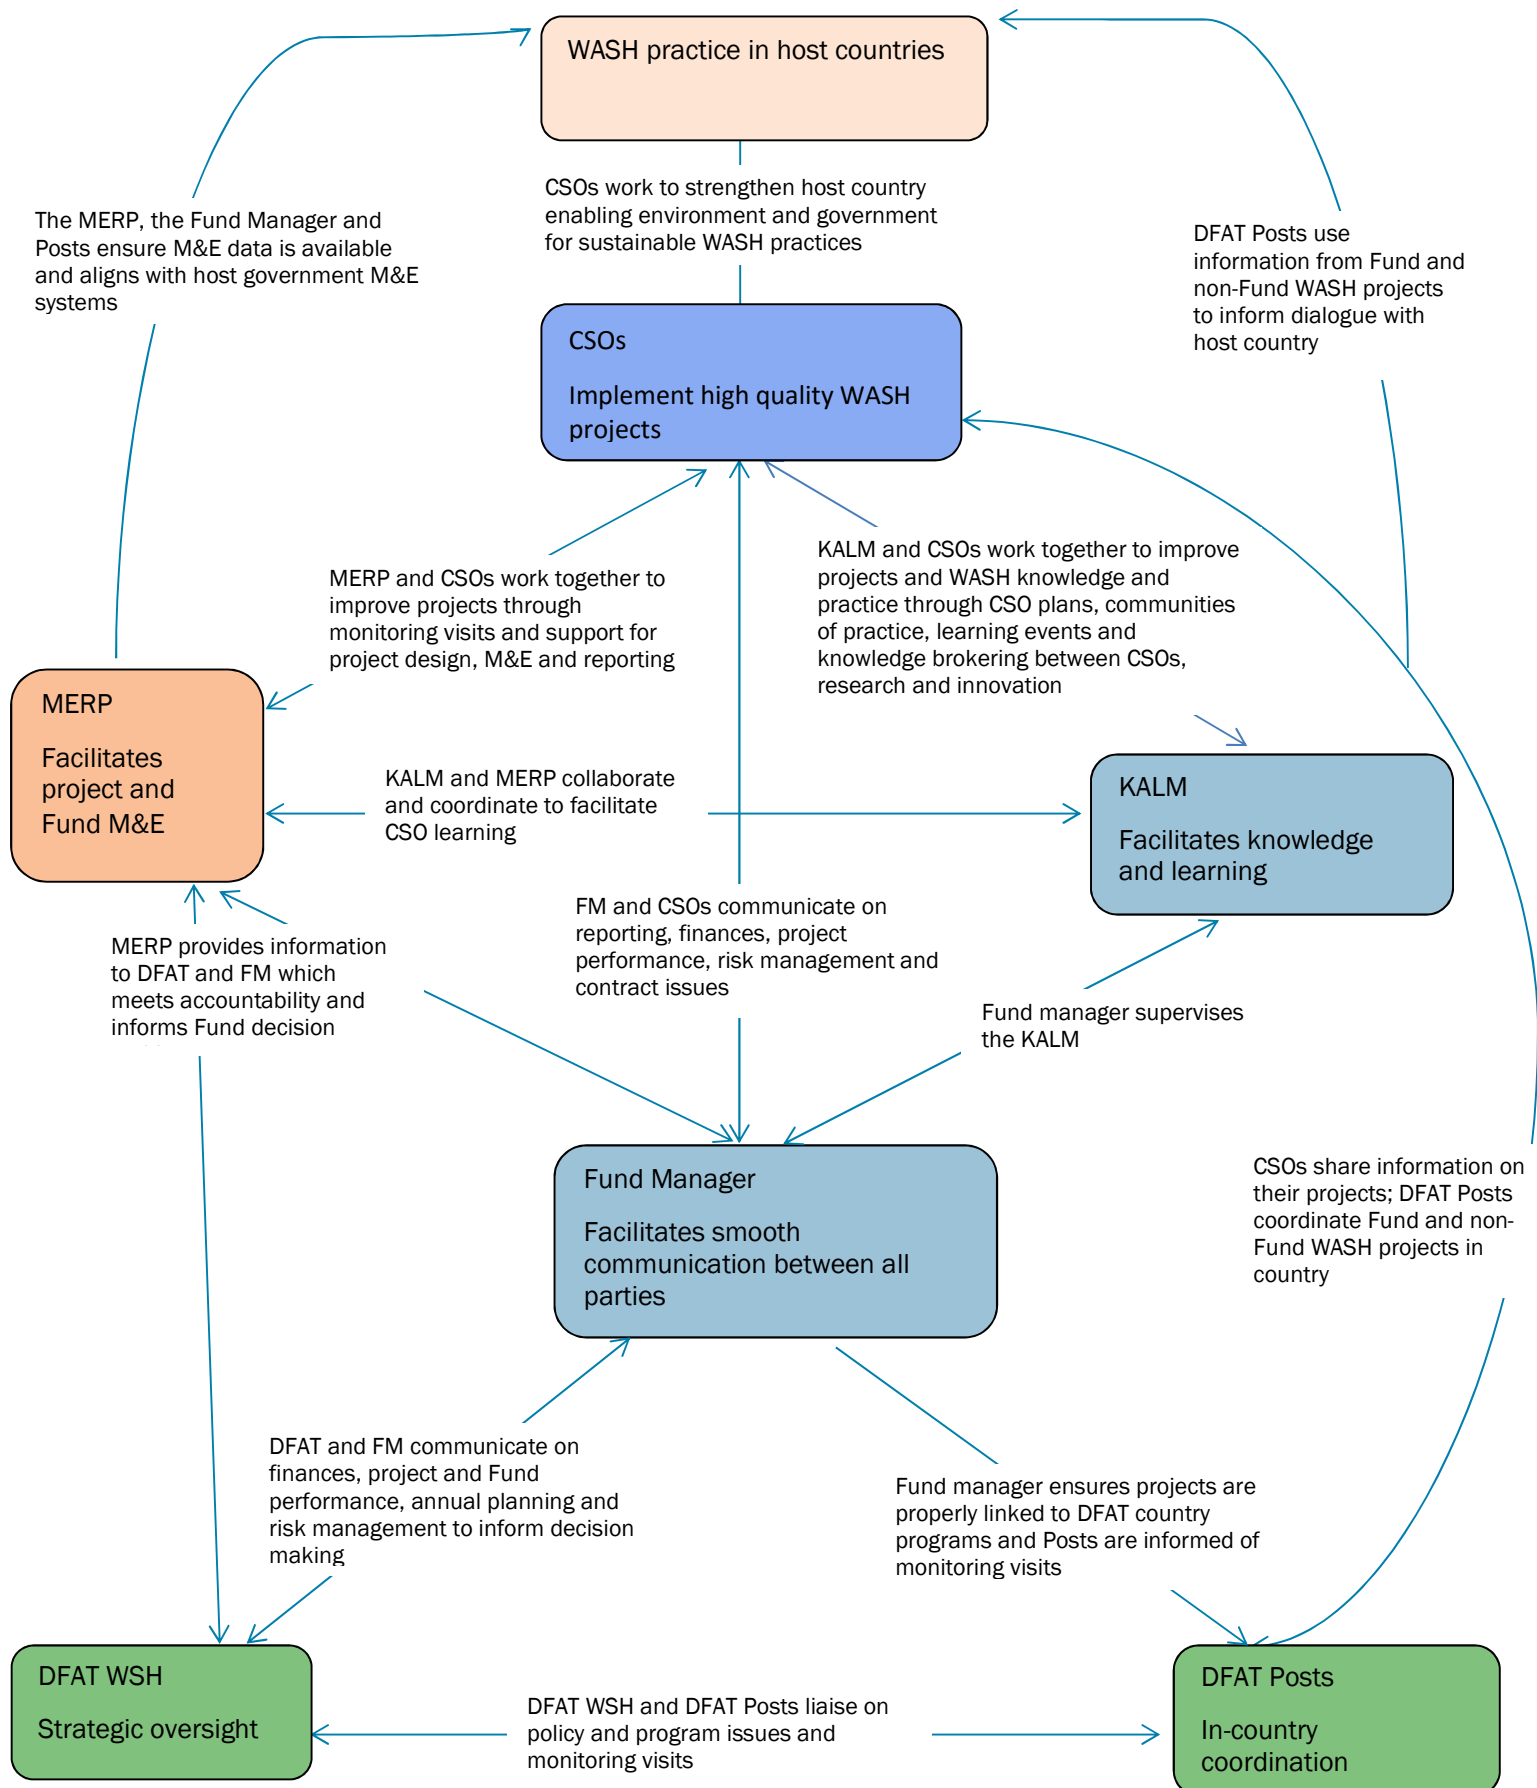 WASH practice in host countries
CSOs work to strengthen host country
enabling environment and government
for sustainable WASH practices
The MERP, the Fund Manager and
Posts ensure M&E data is available
and aligns with host government M&E
systems
DFAT Posts use
information from Fund and
non-Fund WASH projects
to inform dialogue with
host country
CSOs
Implement high quality WASH
projects
MERP and CSOs work together to
improve projects through
monitoring visits and support for
project design, M&E and reporting
KALM and CSOs work together to improve
projects and WASH knowledge and
practice through CSO plans, communities
of practice, learning events and
knowledge brokering between CSOs,
research and innovation
MERP
Facilitates
project and
Fund M&E
KALM and MERP collaborate
and coordinate to facilitate
CSO learning
KALM
Facilitates knowledge
and learning
MERP provides information
to DFAT and FM which
meets accountability and
informs Fund decision
FM and CSOs communicate on
reporting, finances, project
performance, risk management and
contract issues
Fund manager supervises
the KALM
Fund Manager
Facilitates smooth
communication between all
parties
CSOs share information on
their projects; DFAT Posts
coordinate Fund and non-
Fund WASH projects in
country
DFAT and FM communicate on
finances, project and Fund
performance, annual planning and
risk management to inform decision
making
Fund manager ensures projects are
properly linked to DFAT country
programs and Posts are informed of
monitoring visits
DFAT WSH
Strategic oversight
DFAT WSH and DFAT Posts liaise on
policy and program issues and
monitoring visits
DFAT Posts
In-country
coordination